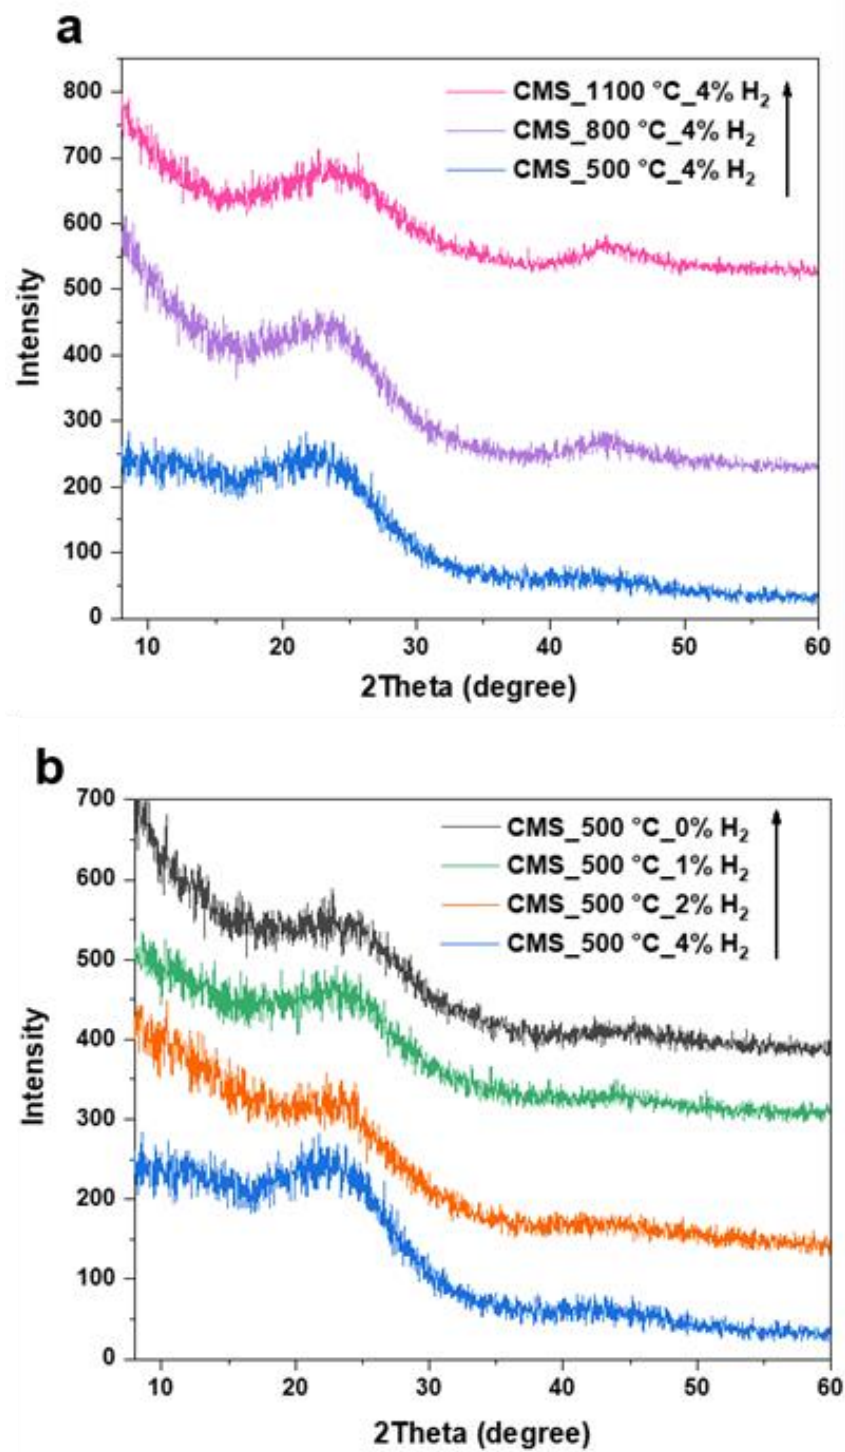 a
CMS_1100 °C_4% H₂
CMS_800 °C_4% H₂
CMS_500 °C_4% H₂
800
700
600
500
400
300
200
100
0
Intensity
10 20 30 40 50 60
2Theta (degree)
b
CMS_500 °C_0% H₂
CMS_500 °C_1% H₂
CMS_500 °C_2% H₂
CMS_500 °C_4% H₂
700
600
500
400
300
200
100
0
Intensity
10 20 30 40 50 60
2Theta (degree)